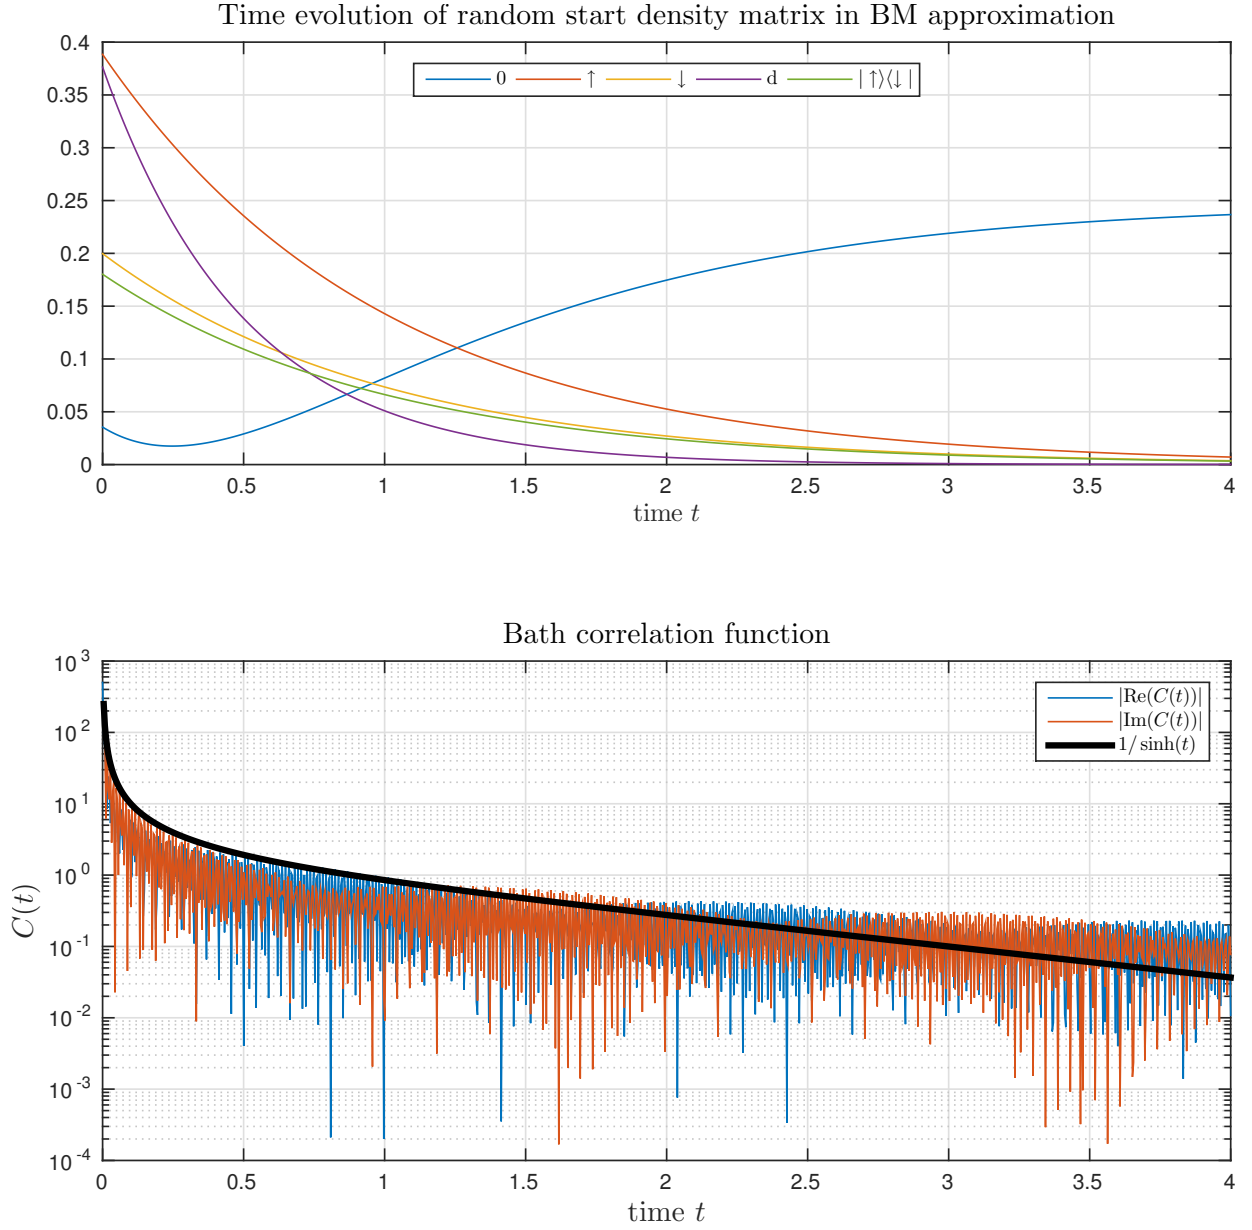 Time evolution of random start density matrix in BM approximation
0.4
0.35
0.3
0.25
0.2
0.15
0.1
0.05
0
0 ↑ ↓ d | ↑⟩⟨↓ |
0 0.5 1 1.5 2 2.5 3 3.5 4
time t
Bath correlation function
10^3
10^2
10^1
10^0
10^-1
10^-2
10^-3
10^-4
C(t)
|Re(C(t))|
|Im(C(t))|
1/ sinh(t)
0 0.5 1 1.5 2 2.5 3 3.5 4
time t